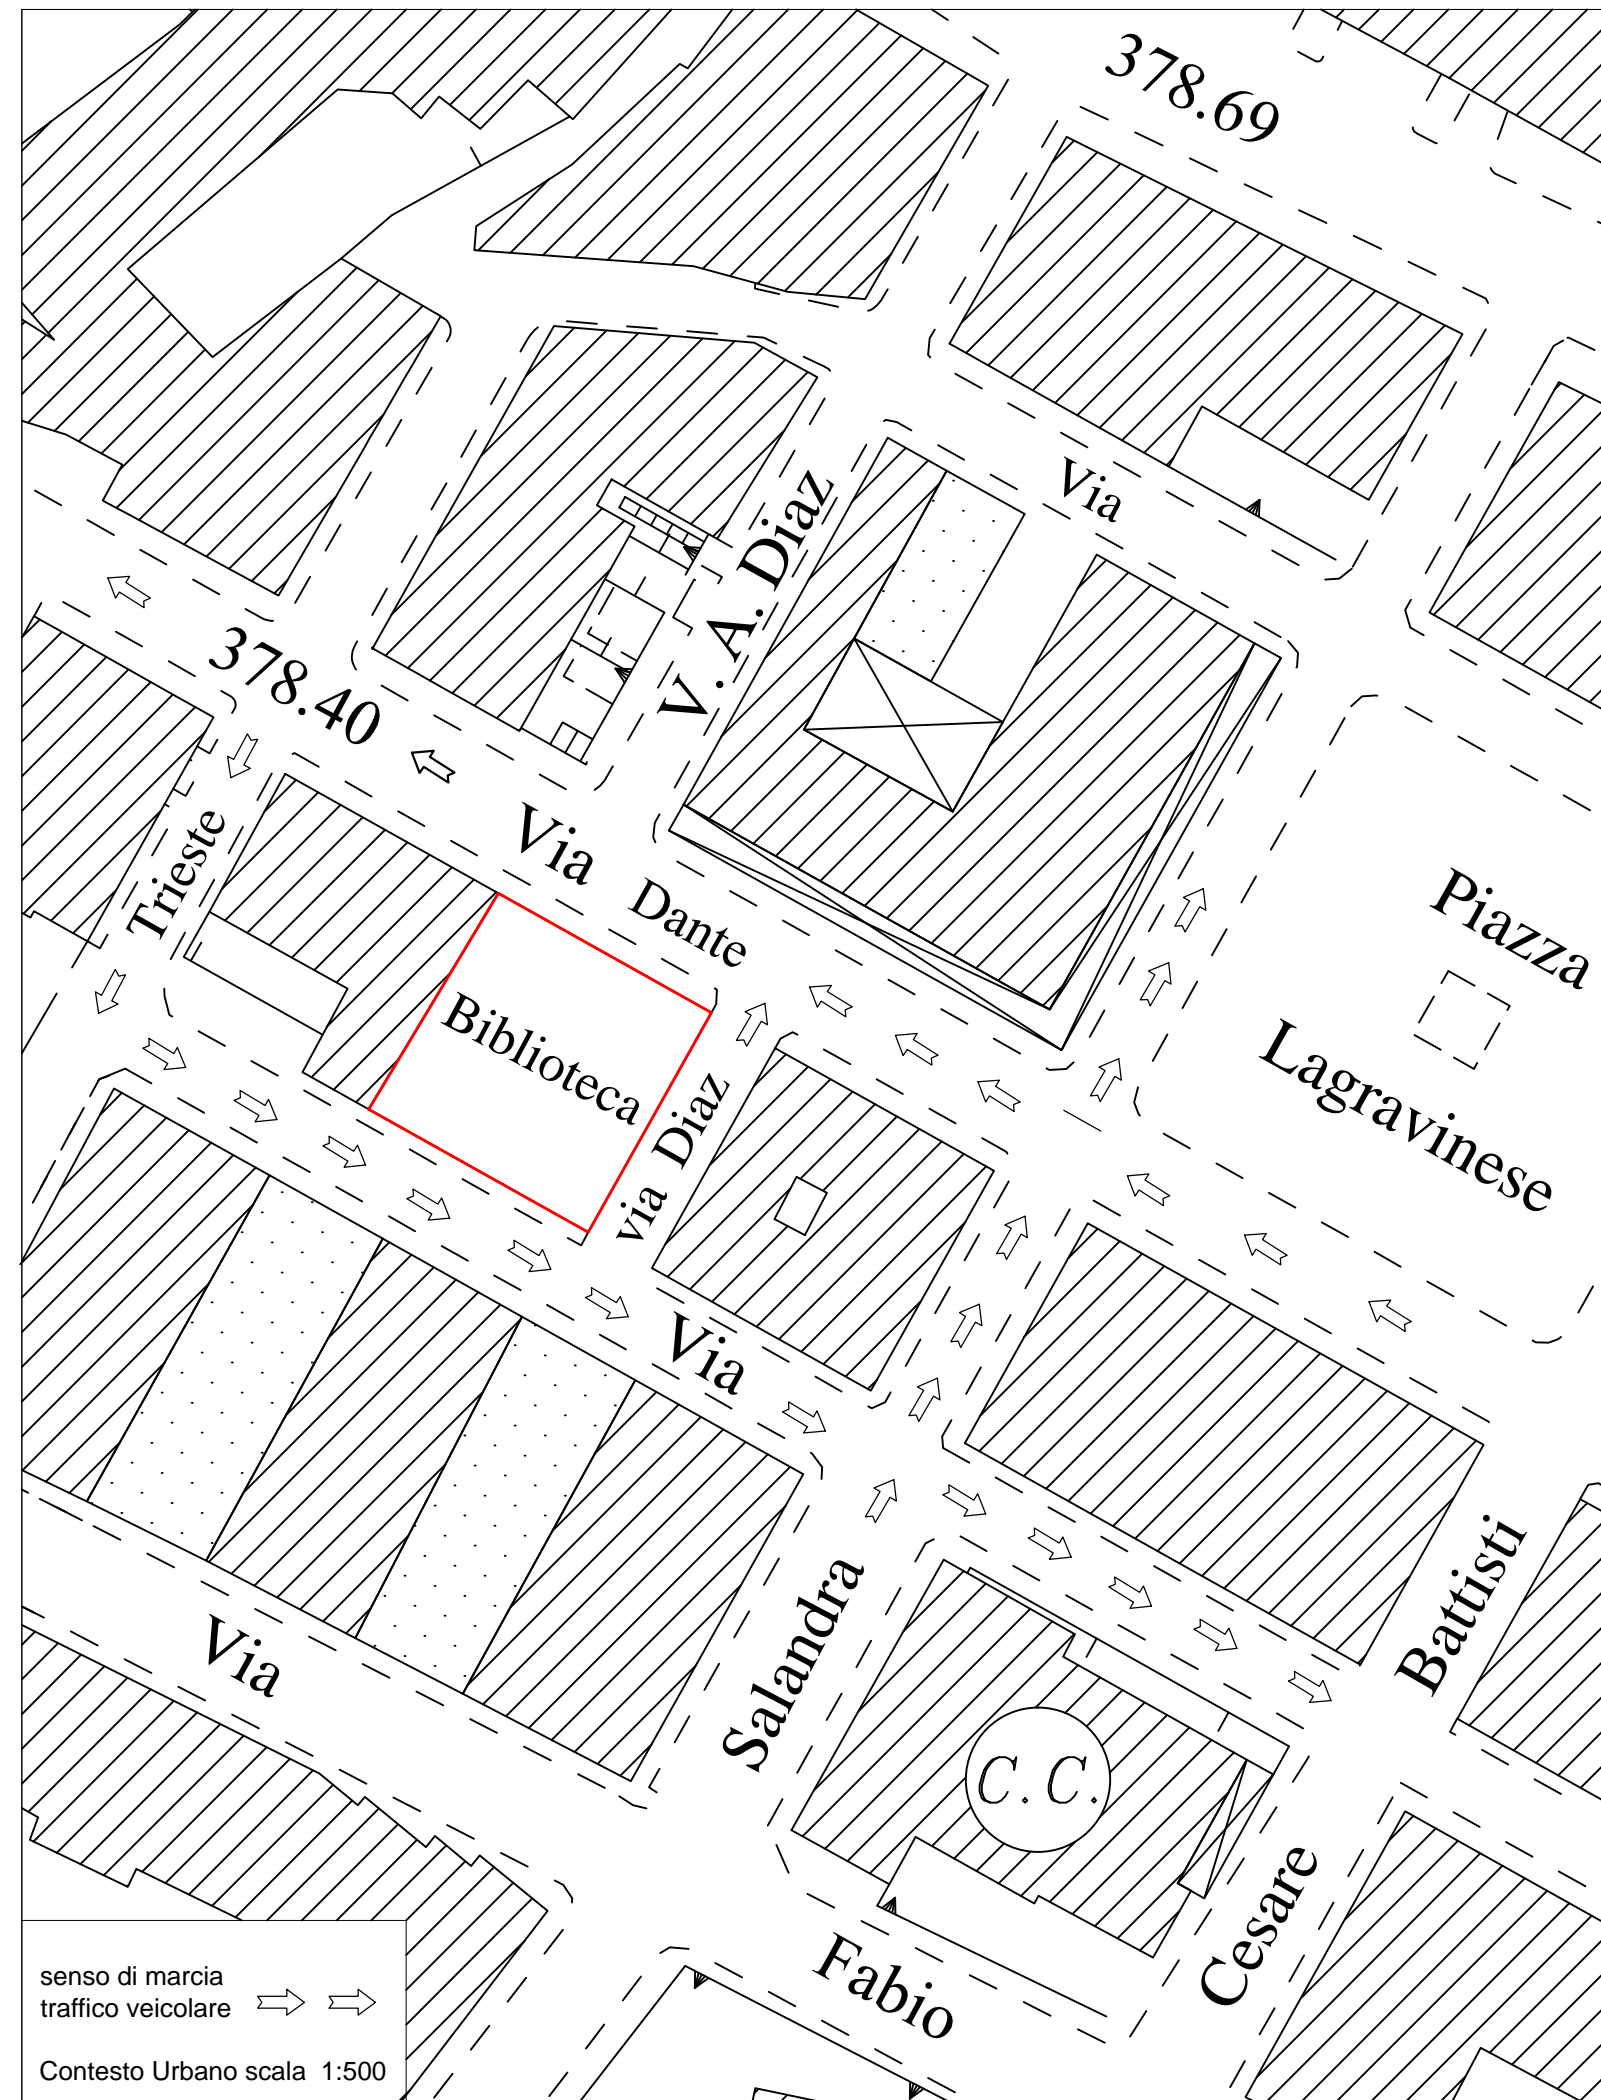 378.69
Via
V. A. Diaz
378.40
Via
Dante
Trieste
Piazza
Lagravinese
Biblioteca
via Diaz
Via
Battisti
Salandra
Via
C.C.
Cesare
Fabio
senso di marcia
traffico veicolare
Contesto Urbano scala 1:500